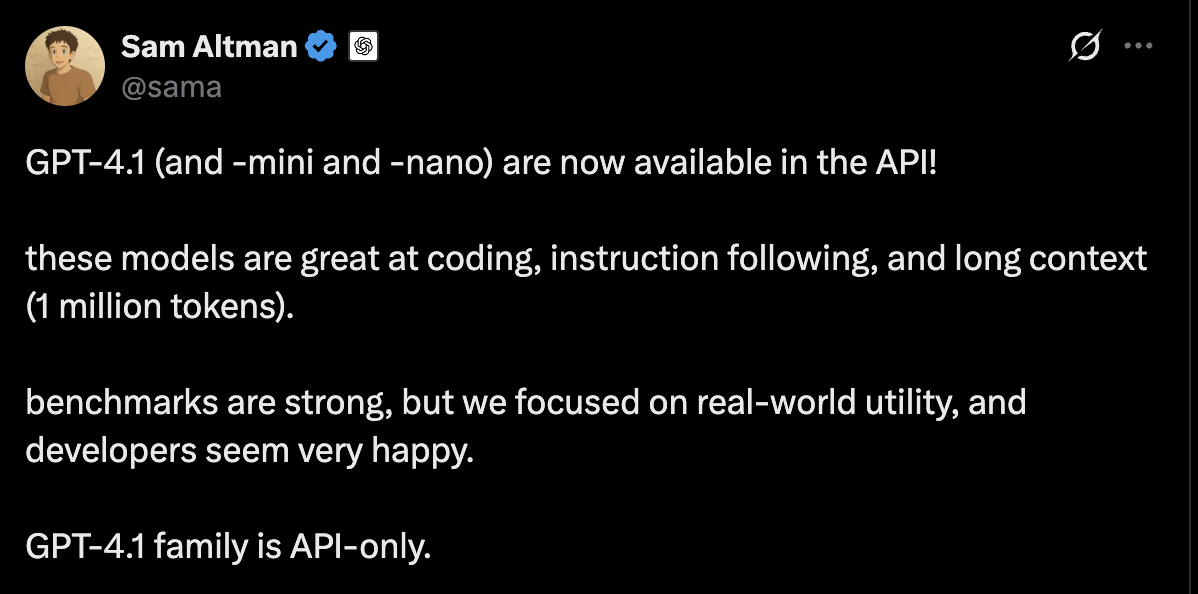 Sam Altman
@sama
GPT-4.1 (and -mini and -nano) are now available in the API!
these models are great at coding, instruction following, and long context
(1 million tokens).
benchmarks are strong, but we focused on real-world utility, and
developers seem very happy.
GPT-4.1 family is API-only.